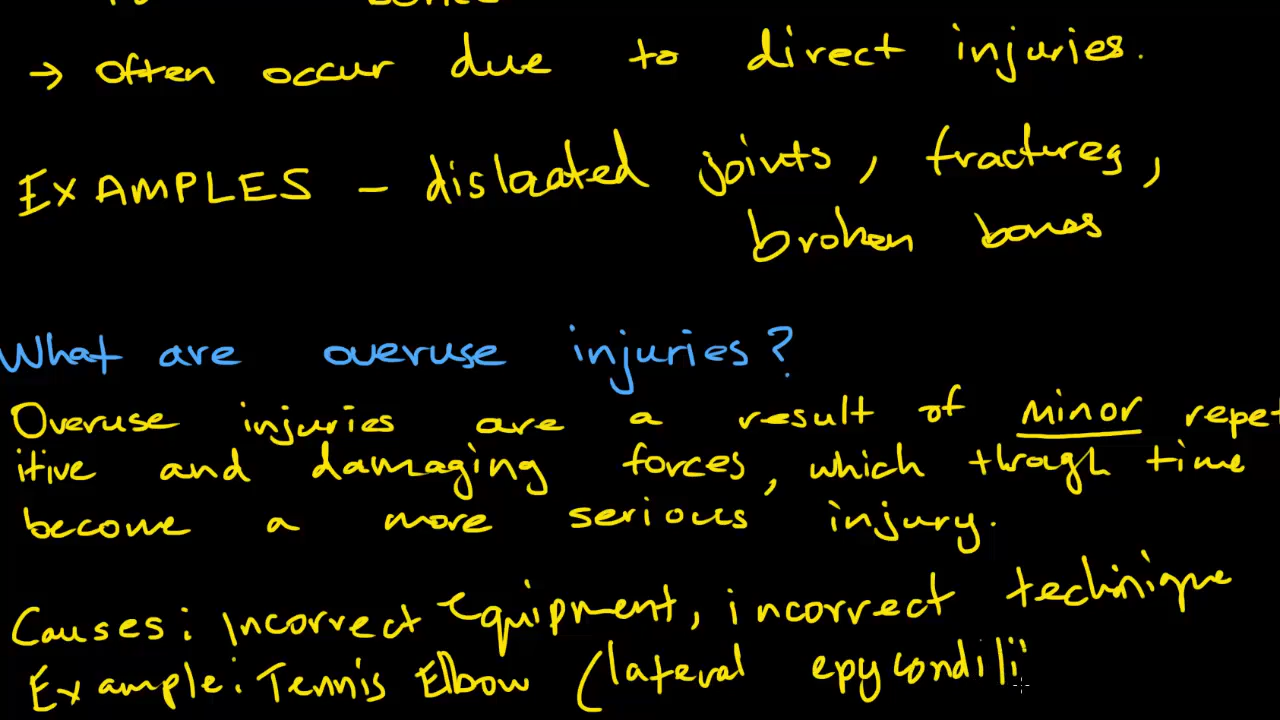 → often occur due to direct injuries.
EXAMPLES - dislocated joints, fractures,
broken bones
What are overuse injuries?
Overuse injuries are a result of minor repet
itive and damaging forces, which through time
become a more serious injury.
Causes: Incorrect equipment, incorrect technique
Example: Tennis Elbow (lateral epycondili